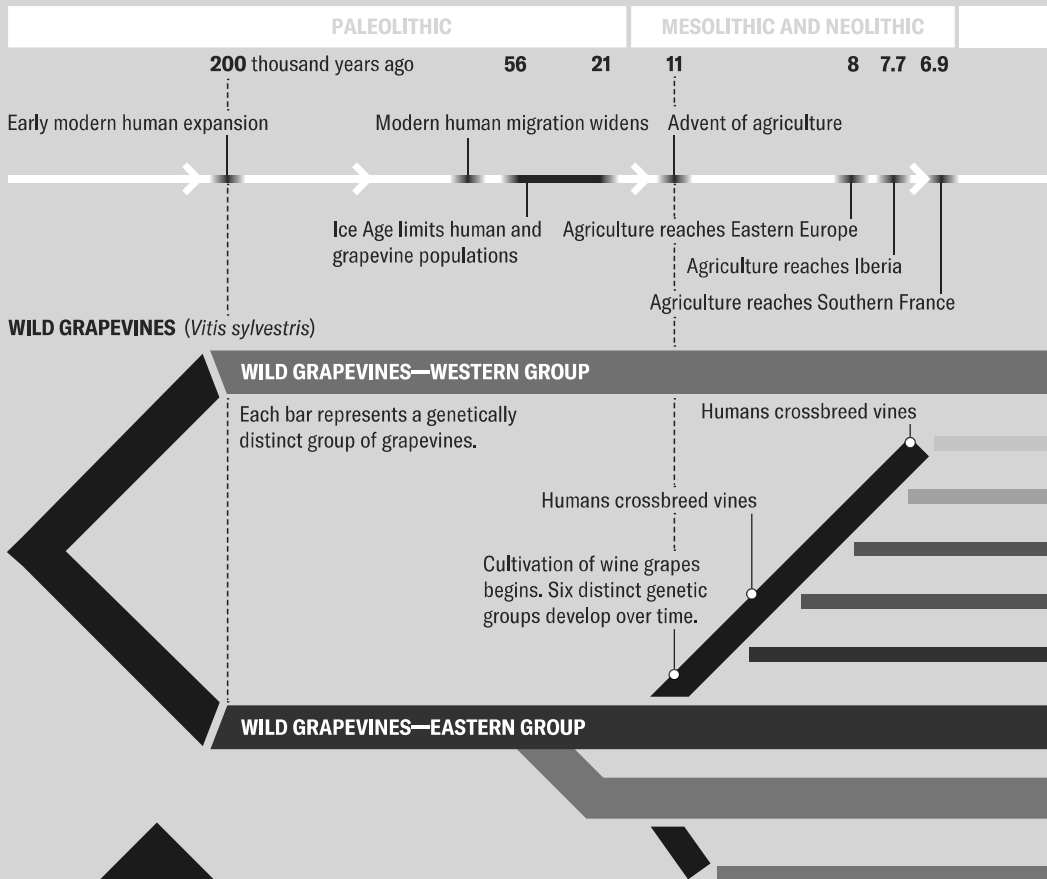 PALEOLITHIC
MESOLITHIC AND NEOLITHIC
200 thousand years ago
56
21
11
8
7.7
6.9
Early modern human expansion
Modern human migration widens
Advent of agriculture
Ice Age limits human and
grapevine populations
Agriculture reaches Eastern Europe
Agriculture reaches Iberia
Agriculture reaches Southern France
WILD GRAPEVINES (Vitis sylvestris)
WILD GRAPEVINES—WESTERN GROUP
Each bar represents a genetically
distinct group of grapevines.
Humans crossbreed vines
Humans crossbreed vines
Cultivation of wine grapes
begins. Six distinct genetic
groups develop over time.
WILD GRAPEVINES—EASTERN GROUP